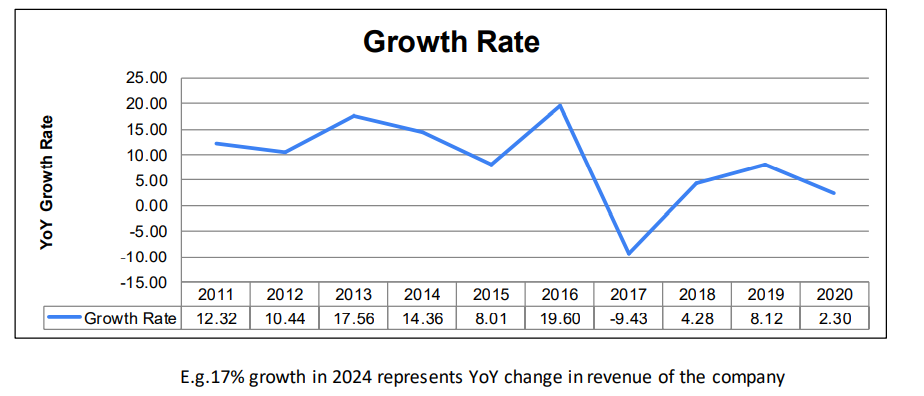 Growth Rate
YoY Growth Rate
25.00
20.00
15.00
10.00
5.00
0.00
-5.00
-10.00
-15.00
2011 2012 2013 2014 2015 2016 2017 2018 2019 2020
Growth Rate 12.32 10.44 17.56 14.36 8.01 19.60 -9.43 4.28 8.12 2.30
E.g.17% growth in 2024 represents YoY change in revenue of the company